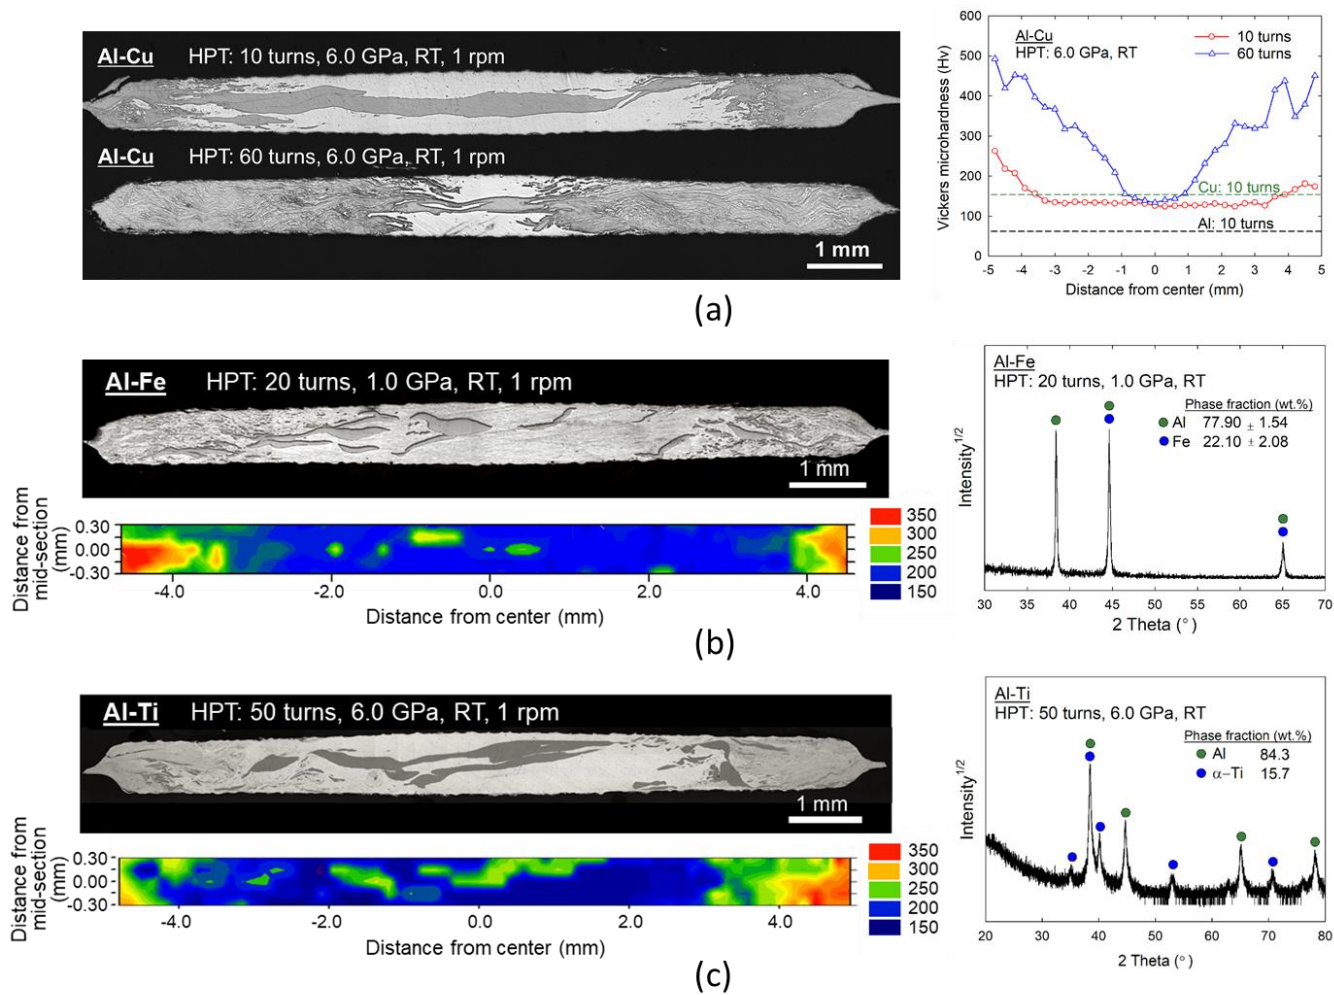 Al-Cu HPT: 10 turns, 6.0 GPa, RT, 1 rpm
Al-Cu HPT: 60 turns, 6.0 GPa, RT, 1 rpm
1 mm
Vickers microhardness (Hv)
600
500
400
300
200
100
0
Al-Cu
HPT: 6.0 GPa, RT
10 turns
60 turns
Cu: 10 turns
Al: 10 turns
-5 -4 -3 -2 -1 0 1 2 3 4 5
Distance from center (mm)
(a)
Al-Fe HPT: 20 turns, 1.0 GPa, RT, 1 rpm
1 mm
Distance from
mid-section
(mm)
0.30
0.00
-0.30
-4.0 -2.0 0.0 2.0 4.0
Distance from center (mm)
350
300
250
200
150
Intensity1/2
Al-Fe
HPT: 20 turns, 1.0 GPa, RT
Phase fraction (wt.%)
Al 77.90 ± 1.54
Fe 22.10 ± 2.08
30 35 40 45 50 55 60 65 70
2 Theta (°)
(b)
Al-Ti HPT: 50 turns, 6.0 GPa, RT, 1 rpm
1 mm
Distance from
mid-section
(mm)
0.30
0.00
-0.30
-4.0 -2.0 0.0 2.0 4.0
Distance from center (mm)
350
300
250
200
150
Intensity1/2
Al-Ti
HPT: 50 turns, 6.0 GPa, RT
Phase fraction (wt.%)
Al 84.3
α-Ti 15.7
20 30 40 50 60 70 80
2 Theta (°)
(c)